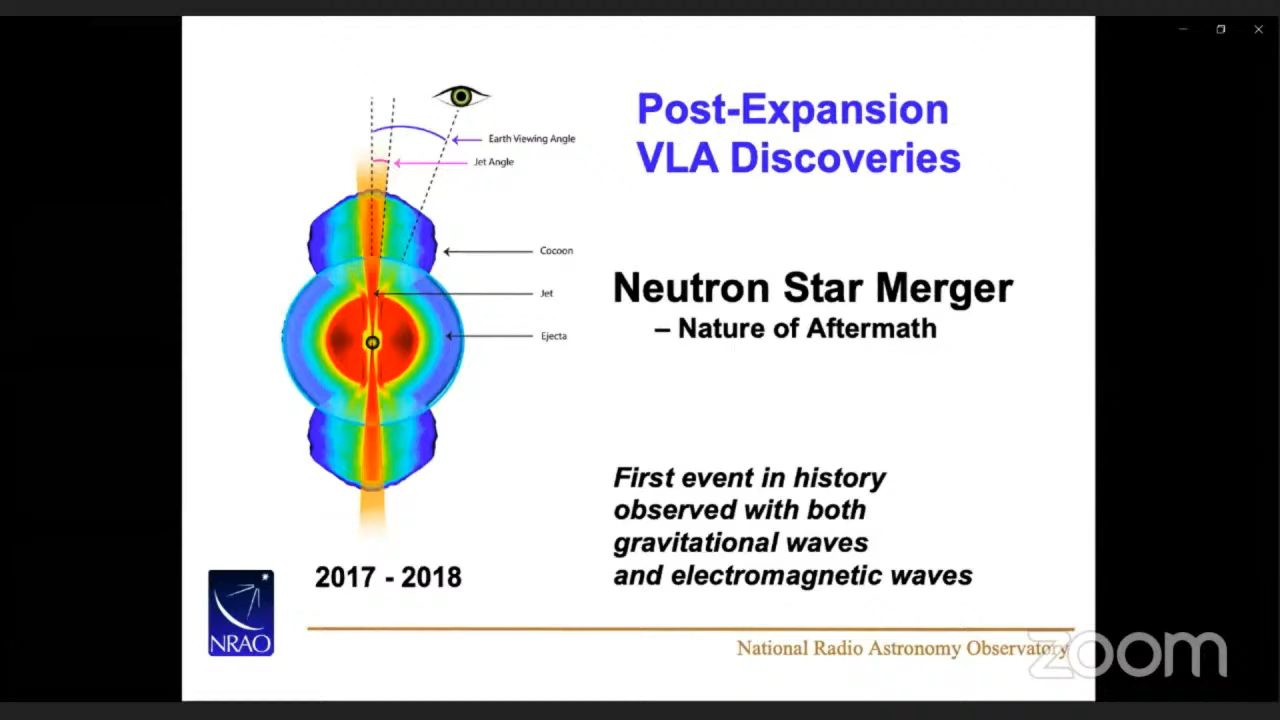 Post-Expansion
VLA Discoveries
Earth Viewing Angle
Jet Angle
Cocoon
Jet
Ejecta
Neutron Star Merger
– Nature of Aftermath
First event in history
observed with both
gravitational waves
and electromagnetic waves
2017 - 2018
NRAO
National Radio Astronomy Observatory
zoom